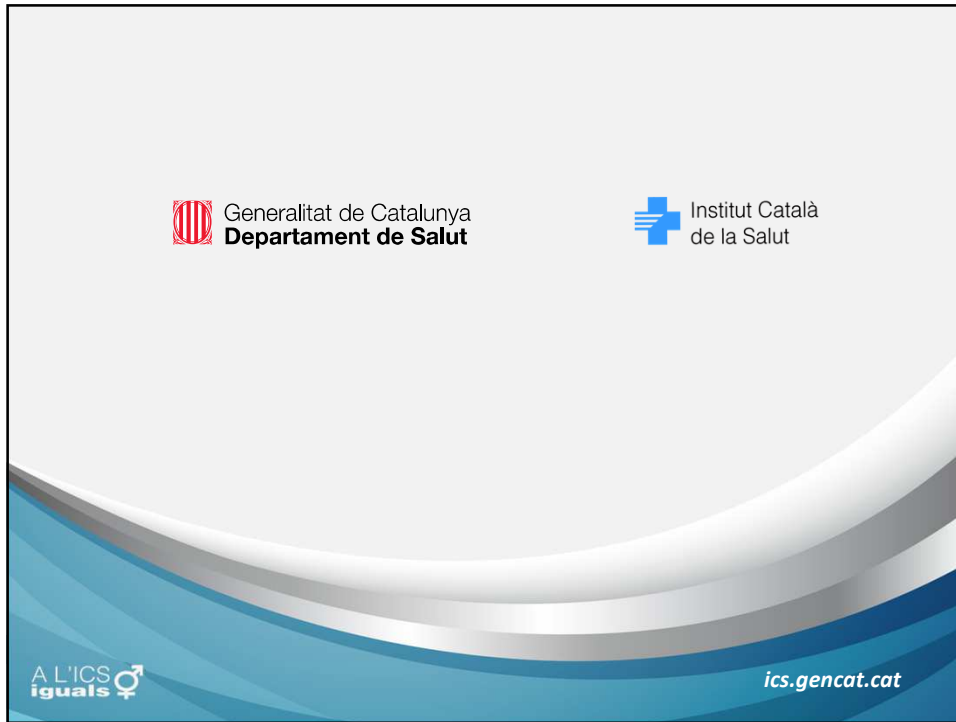 Generalitat de Catalunya
Departament de Salut
Institut Català
de la Salut
A L'ICS
iguals
ics.gencat.cat